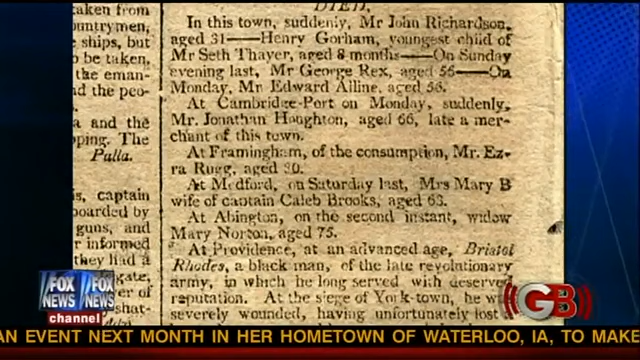 aken from
ountrymen,
ships, but
be taken,
the eman-
nd the peo-
a and the
ping. The
Palla.
s, captain
boarded by
guns, and
r informed
they had a
gate,
er of
shat-
DIED,
In this town, suddenly, Mr John Richardson,
aged 31——Henry Gorham, youngest child of
Mr Seth Thayer, aged 8 months——On Sunday
evening last, Mr George Rex, aged 56——On
Monday, Mr. Edward Alline, aged 56.
At Cambridge-Port on Monday, suddenly,
Mr. Jonathan Houghton, aged 66, late a mer-
chant of this town.
At Framingham, of the consumption, Mr. Ez-
ra Rugg, aged
At Medford, on Saturday last, Mrs Mary B
wife of captain Caleb Brooks, aged 63.
At Abington, on the second instant, widow
Mary Norton, aged 75.
At Providence, at an advanced age, Bristol
Rhodes, a black man, of the late revolutionary
army, in which he long served with deserve
reputation. At the siege of York-town, he w
severely wounded, having unfortunately lost
FOX
NEWS
FOX
NEWS
channel
GB
AN EVENT NEXT MONTH IN HER HOMETOWN OF WATERLOO, IA, TO MAKE